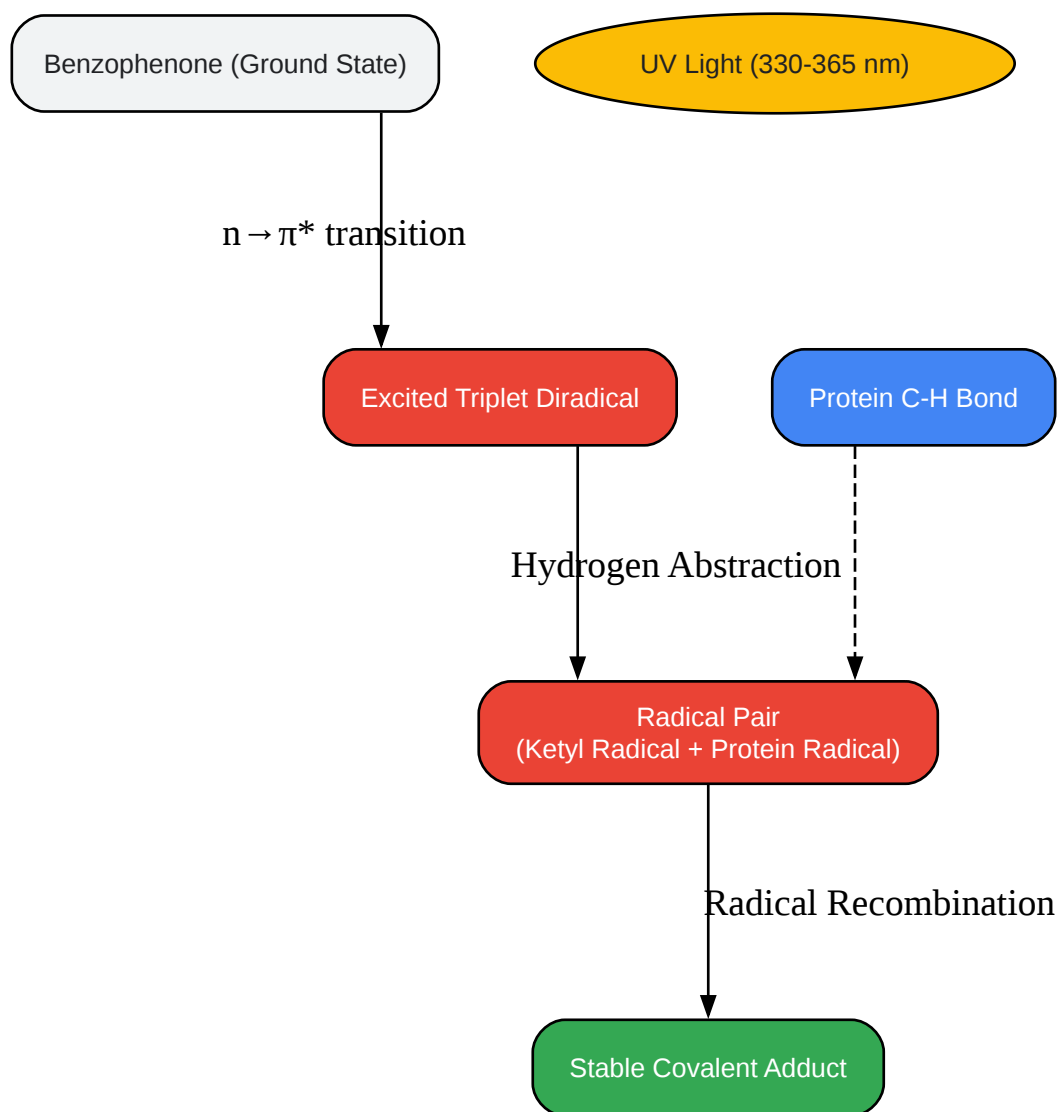 Benzophenone (Ground State)
UV Light (330-365 nm)
n→π* transition
Excited Triplet Diradical
Protein C-H Bond
Hydrogen Abstraction
Radical Pair
(Ketyl Radical + Protein Radical)
Radical Recombination
Stable Covalent Adduct